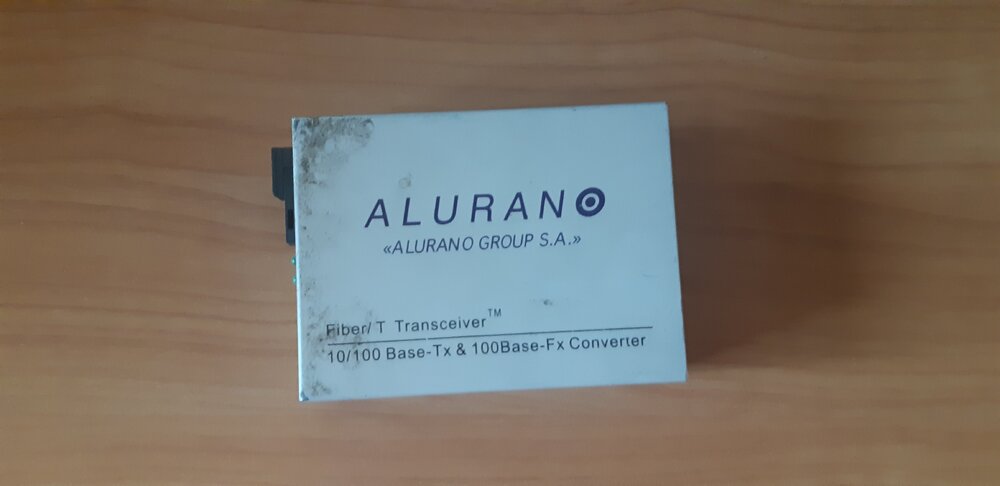 ALURANO
«ALURANO GROUP S.A.»
Fiber/T Transceiver™
10/100 Base-Tx & 100Base-Fx Converter